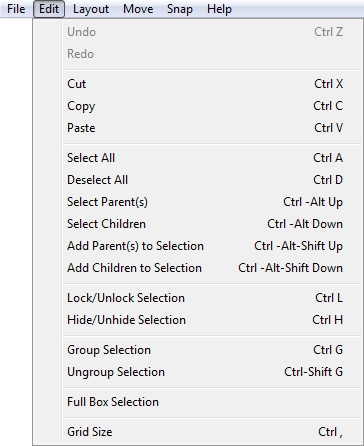 File Edit Layout Move Snap Help
Undo Ctrl Z
Redo
Cut Ctrl X
Copy Ctrl C
Paste Ctrl V
Select All Ctrl A
Deselect All Ctrl D
Select Parent(s) Ctrl -Alt Up
Select Children Ctrl -Alt Down
Add Parent(s) to Selection Ctrl -Alt-Shift Up
Add Children to Selection Ctrl -Alt-Shift Down
Lock/Unlock Selection Ctrl L
Hide/Unhide Selection Ctrl H
Group Selection Ctrl G
Ungroup Selection Ctrl-Shift G
Full Box Selection
Grid Size Ctrl ,